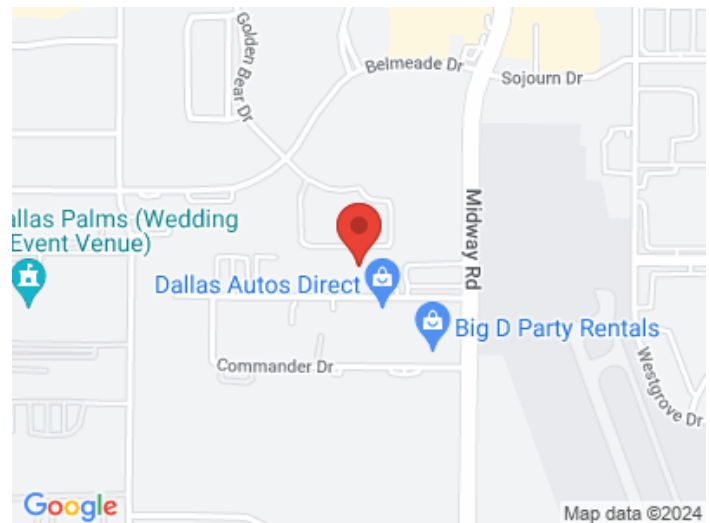 Golden Bear Dr
Belmeade Dr
Sojourn Dr
allas Palms (Wedding
Event Venue)
Midway Rd
Dallas Autos Direct
Big D Party Rentals
Commander Dr
Westgrove Dr
Google
Map data ©2024